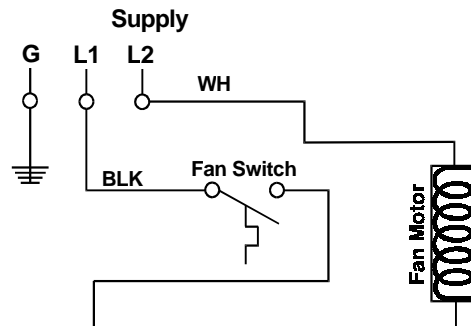 Supply
G L1 L2
WH
Fan Switch
BLK
Fan Motor